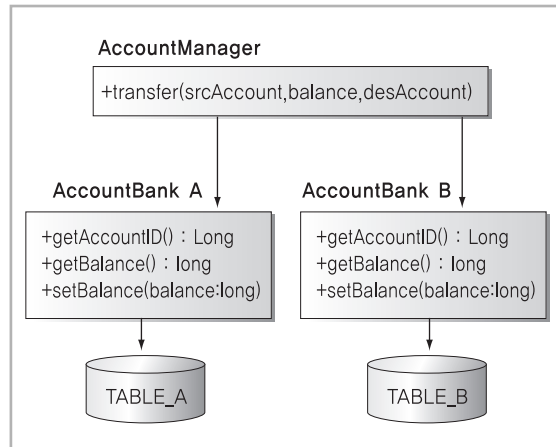 AccountManager
+transfer(srcAccount,balance,desAccount)
AccountBank A
+getAccountID() : Long
+getBalance() : long
+setBalance(balance:long)
TABLE_A
AccountBank B
+getAccountID() : Long
+getBalance() : long
+setBalance(balance:long)
TABLE_B